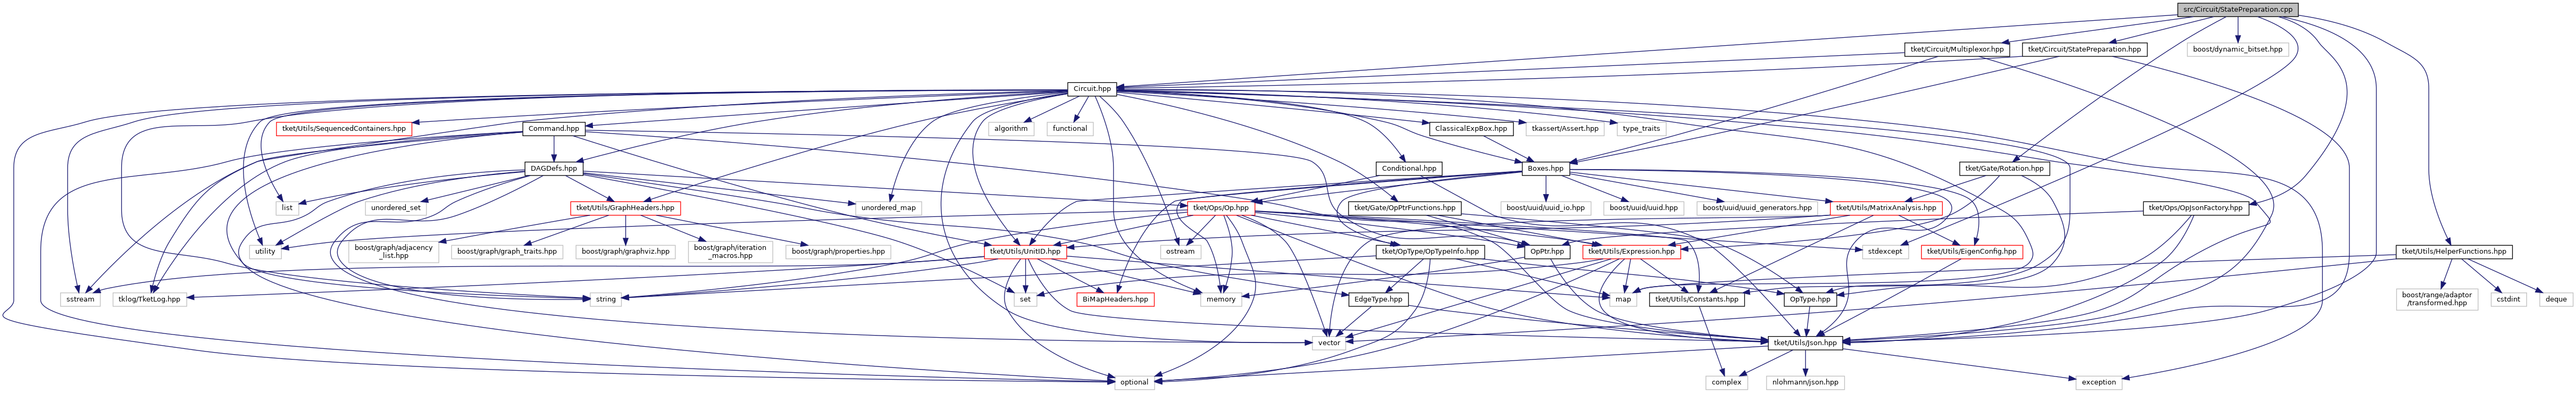 src/Circuit/StatePreparation.cpp
tket/Circuit/Multiplexor.hpp
tket/Circuit/StatePreparation.hpp
boost/dynamic_bitset.hpp
Circuit.hpp
tket/Utils/SequencedContainers.hpp
Command.hpp
algorithm
functional
ClassicalExpBox.hpp
tkassert/Assert.hpp
type_traits
DAGDefs.hpp
Conditional.hpp
Boxes.hpp
tket/Gate/Rotation.hpp
list
unordered_set
tket/Utils/GraphHeaders.hpp
unordered_map
tket/Ops/Op.hpp
tket/Gate/OpPtrFunctions.hpp
boost/uuid/uuid_io.hpp
boost/uuid/uuid.hpp
boost/uuid/uuid_generators.hpp
tket/Utils/MatrixAnalysis.hpp
tket/Ops/OpJsonFactory.hpp
utility
boost/graph/adjacency
_list.hpp
boost/graph/graph_traits.hpp
boost/graph/graphviz.hpp
boost/graph/iteration
_macros.hpp
boost/graph/properties.hpp
tket/Utils/UnitID.hpp
ostream
tket/OpType/OpTypeInfo.hpp
OpPtr.hpp
tket/Utils/Expression.hpp
stdexcept
tket/Utils/EigenConfig.hpp
tket/Utils/HelperFunctions.hpp
sstream
tklog/TketLog.hpp
string
set
BiMapHeaders.hpp
memory
EdgeType.hpp
map
tket/Utils/Constants.hpp
OpType.hpp
boost/range/adaptor
/transformed.hpp
cstdint
deque
vector
tket/Utils/Json.hpp
optional
complex
nlohmann/json.hpp
exception